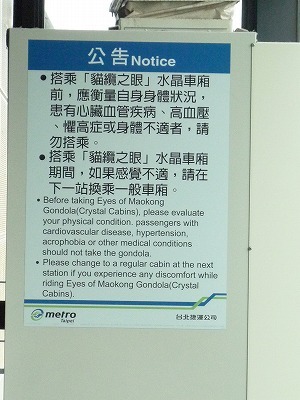 公告Notice
● 搭乘「貓纜之眼」水晶車廂
前，應衡量自身身體狀況，
患有心臟血管疾病、高血壓
、懼高症或身體不適者，請
勿搭乘。
● 搭乘「貓纜之眼」水晶車廂
期間，如果感覺不適，請在
下一站換乘一般車廂。
● Before taking Eyes of Maokong
Gondola(Crystal Cabins), please evaluate
your physical condition. passengers with
cardiovascular disease, hypertension,
acrophobia or other medical conditions
should not take the gondola.
● Please change to a regular cabin at the next
station if you experience any discomfort while
riding Eyes of Maokong Gondola(Crystal
Cabins).
metro
Taipei
台北捷運公司